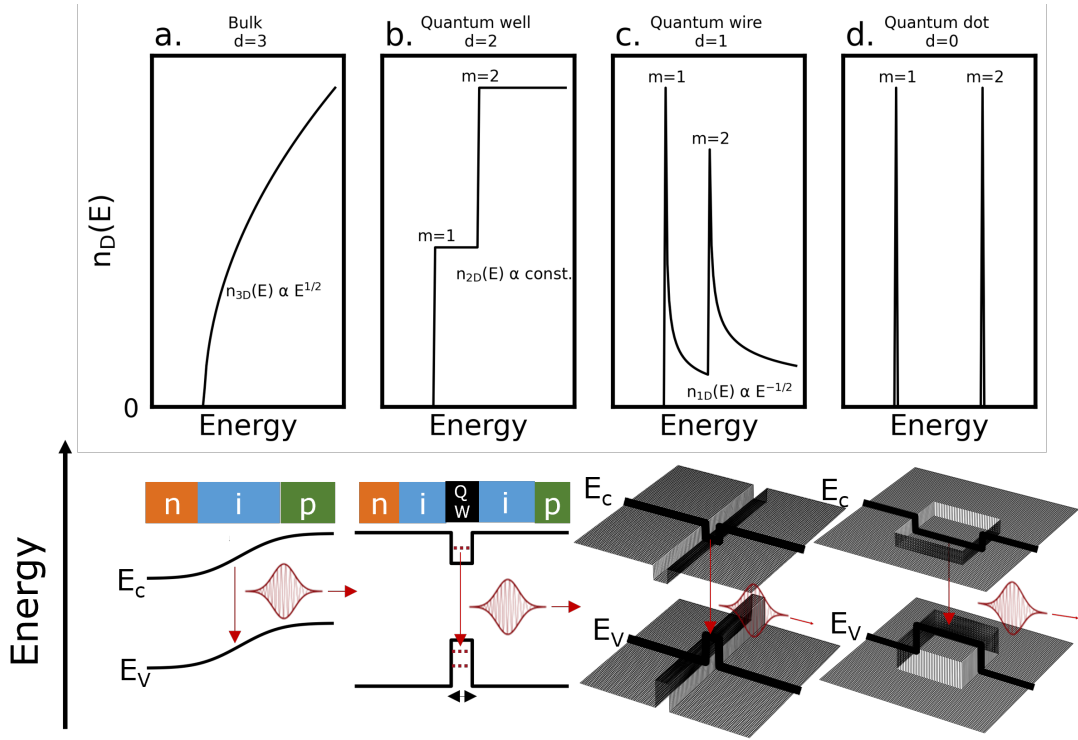 a.
Bulk
d=3
b.
Quantum well
d=2
c.
Quantum wire
d=1
d.
Quantum dot
d=0
n_D(E)
0
n_3D(E) α E^1/2
m=1
m=2
n_2D(E) α const.
m=1
m=2
n_1D(E) α E^−1/2
m=1
m=2
Energy
Energy
Energy
Energy
Energy
n i p
n i Q W i p
E_c
E_V
E_c
E_V
E_c
E_V